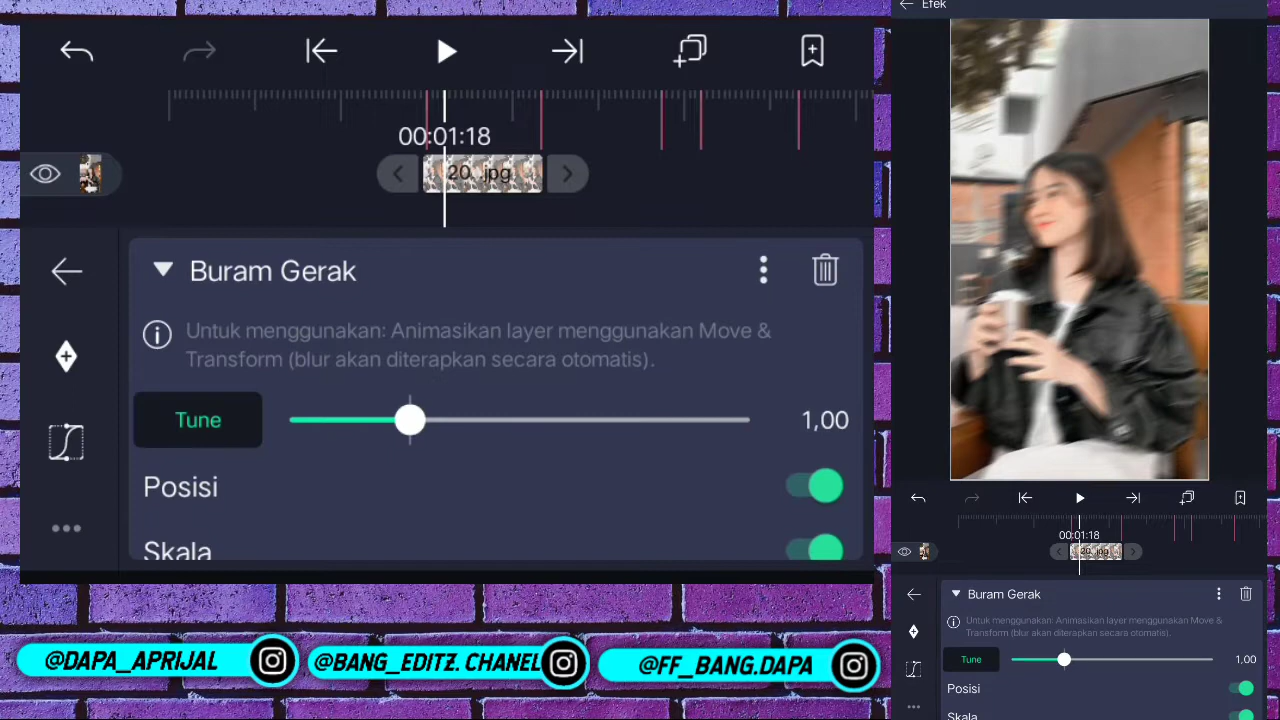 00:01:18
20...jpg
Buram Gerak
Untuk menggunakan: Animasikan layer menggunakan Move &
Transform (blur akan diterapkan secara otomatis).
Tune
1,00
Posisi
Skala
@DAPA_APRIJAL
@BANG_EDITZ.CHANEL
@FF_BANG.DAPA
Efek
00:01:18
20...jpg
Buram Gerak
Untuk menggunakan: Animasikan layer menggunakan Move &
Transform (blur akan diterapkan secara otomatis).
Tune
1,00
Posisi
Skala